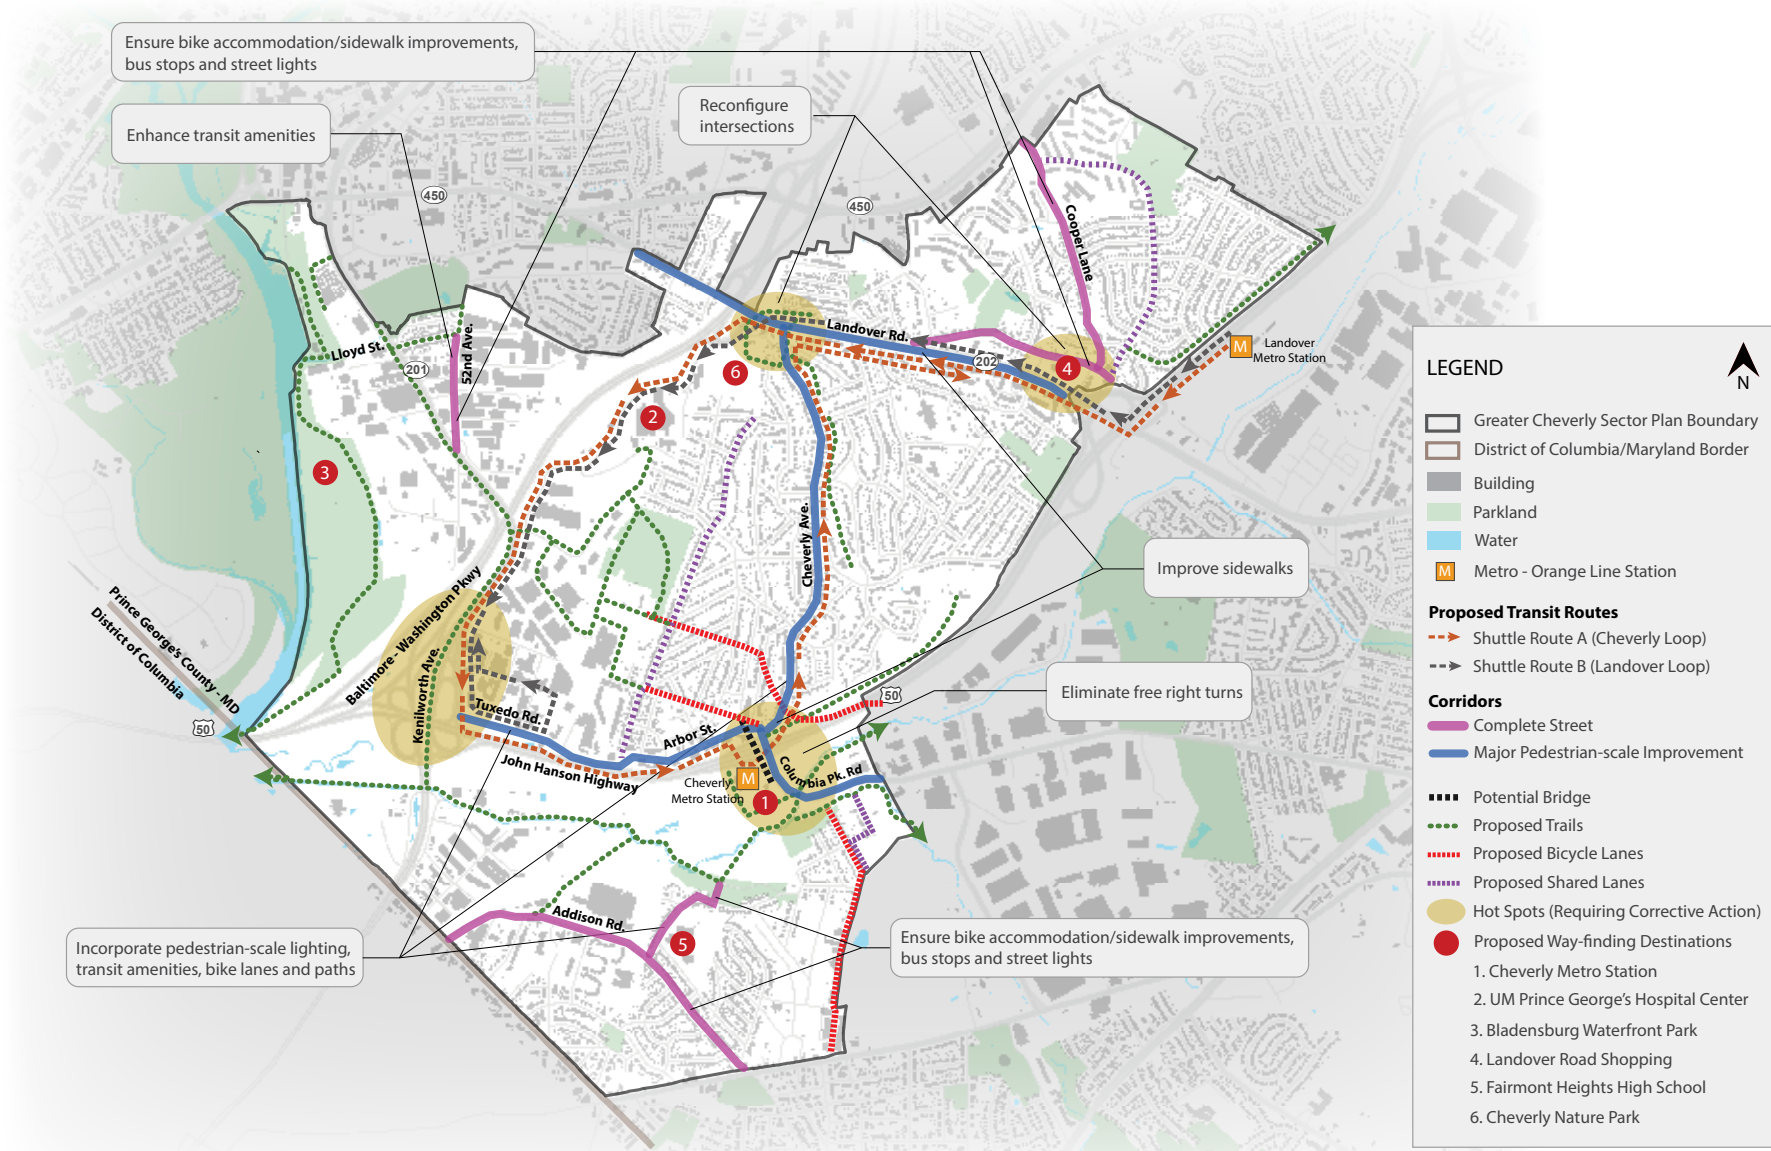 Ensure bike accommodation/sidewalk improvements,
bus stops and street lights
Enhance transit amenities
Reconfigure
intersections
450
450
Cooper Lane
Landover Rd.
202
Landover
Metro Station
M
4
6
2
Lloyd St.
201
52nd Ave.
3
Cheverly Ave.
Improve sidewalks
Prince George's County - MD
District of Columbia
Baltimore - Washington Pkwy
Kenilworth Ave.
50
50
Eliminate free right turns
Tuxedo Rd.
Arbor St.
John Hanson Highway
Columbia Pk. Rd
Cheverly
Metro Station
M
1
Addison Rd.
5
Incorporate pedestrian-scale lighting,
transit amenities, bike lanes and paths
Ensure bike accommodation/sidewalk improvements,
bus stops and street lights
LEGEND
N
Greater Cheverly Sector Plan Boundary
District of Columbia/Maryland Border
Building
Parkland
Water
M
Metro - Orange Line Station
Proposed Transit Routes
Shuttle Route A (Cheverly Loop)
Shuttle Route B (Landover Loop)
Corridors
Complete Street
Major Pedestrian-scale Improvement
Potential Bridge
Proposed Trails
Proposed Bicycle Lanes
Proposed Shared Lanes
Hot Spots (Requiring Corrective Action)
Proposed Way-finding Destinations
1. Cheverly Metro Station
2. UM Prince George's Hospital Center
3. Bladensburg Waterfront Park
4. Landover Road Shopping
5. Fairmont Heights High School
6. Cheverly Nature Park